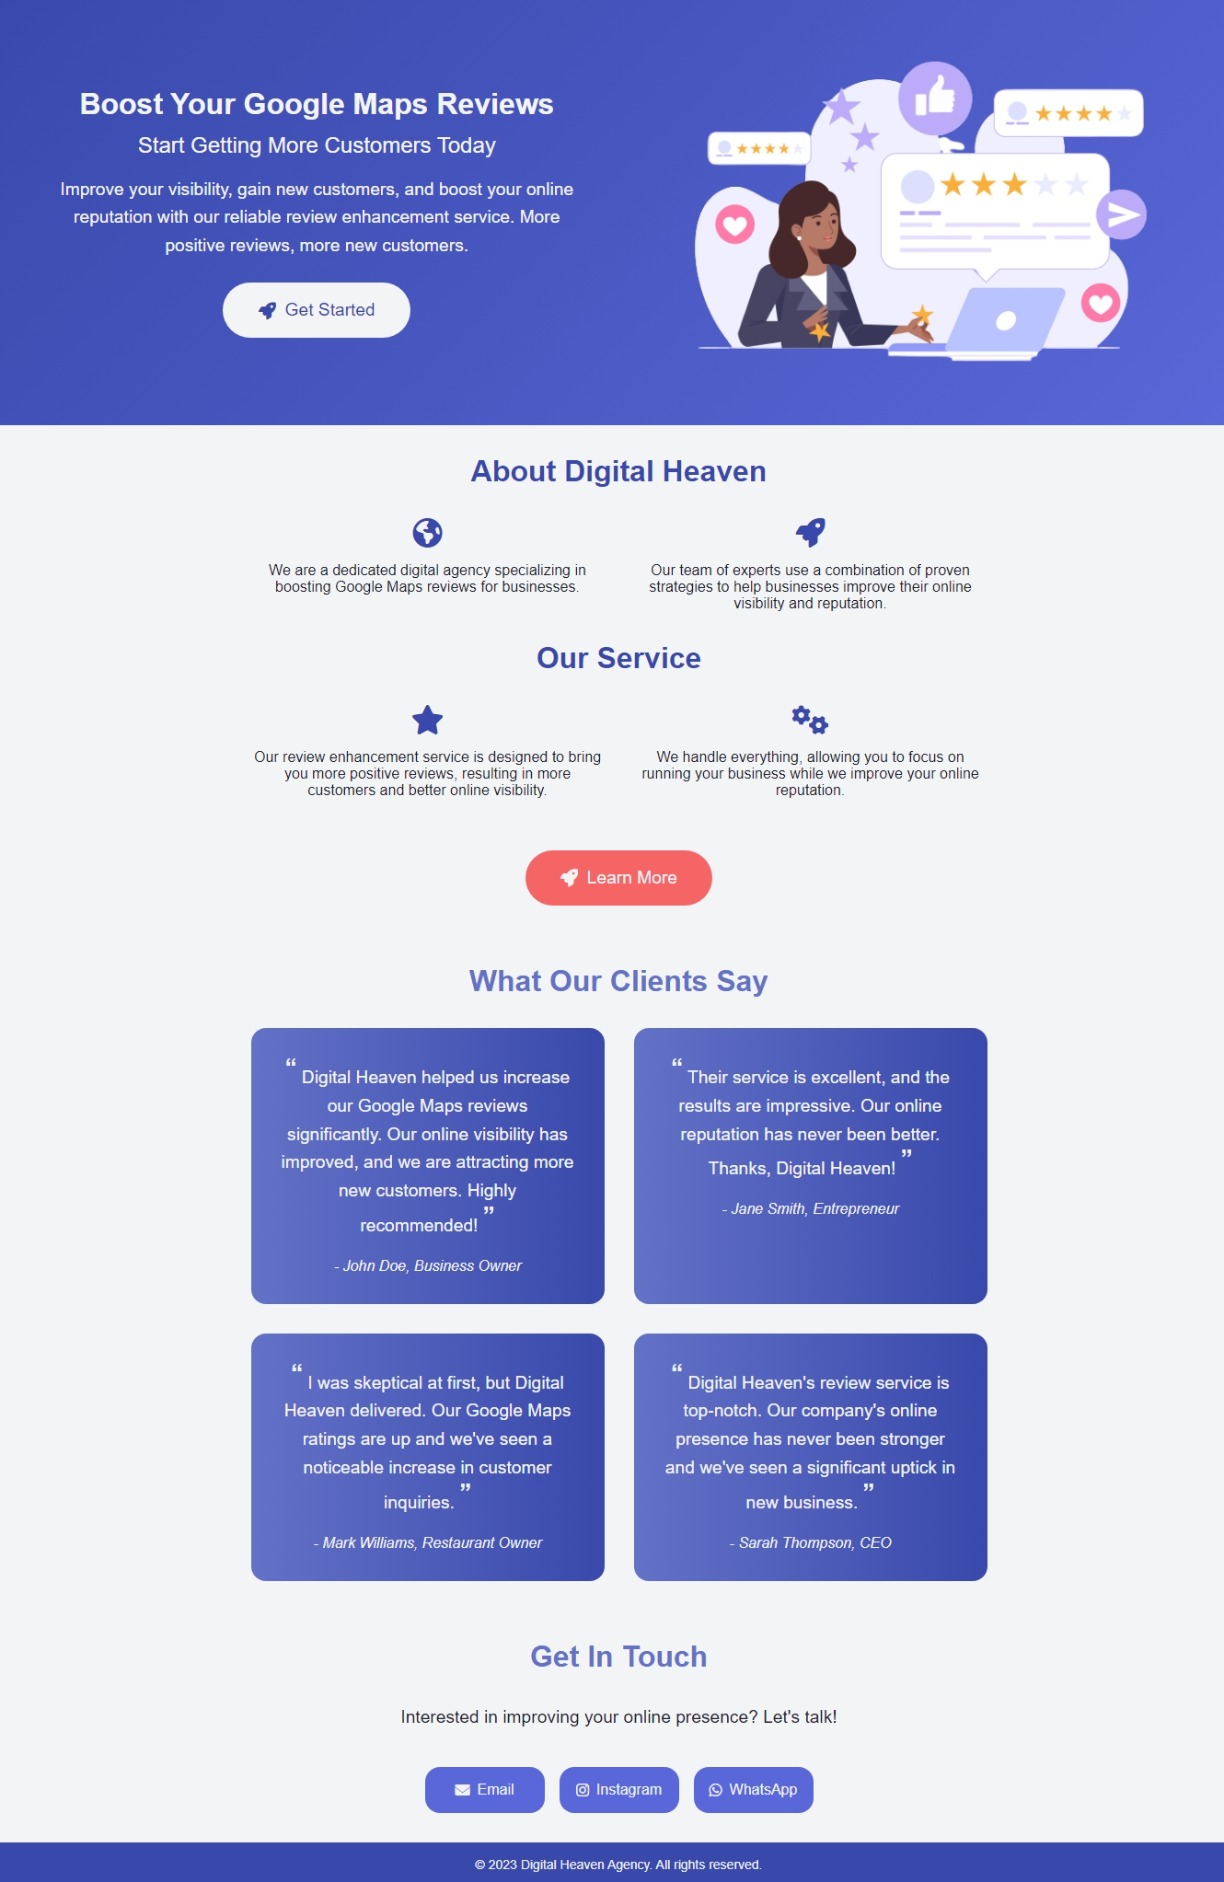 Boost Your Google Maps Reviews
Start Getting More Customers Today
Improve your visibility, gain new customers, and boost your online
reputation with our reliable review enhancement service. More
positive reviews, more new customers.
Get Started
About Digital Heaven
We are a dedicated digital agency specializing in
boosting Google Maps reviews for businesses.
Our team of experts use a combination of proven
strategies to help businesses improve their online
visibility and reputation.
Our Service
Our review enhancement service is designed to bring
you more positive reviews, resulting in more
customers and better online visibility.
We handle everything, allowing you to focus on
running your business while we improve your online
reputation.
Learn More
What Our Clients Say
“ Digital Heaven helped us increase
our Google Maps reviews
significantly. Our online visibility has
improved, and we are attracting more
new customers. Highly
recommended! ”
- John Doe, Business Owner
“ Their service is excellent, and the
results are impressive. Our online
reputation has never been better.
Thanks, Digital Heaven! ”
- Jane Smith, Entrepreneur
“ I was skeptical at first, but Digital
Heaven delivered. Our Google Maps
ratings are up and we've seen a
noticeable increase in customer
inquiries. ”
- Mark Williams, Restaurant Owner
“ Digital Heaven's review service is
top-notch. Our company's online
presence has never been stronger
and we've seen a significant uptick in
new business. ”
- Sarah Thompson, CEO
Get In Touch
Interested in improving your online presence? Let's talk!
Email
Instagram
WhatsApp
© 2023 Digital Heaven Agency. All rights reserved.